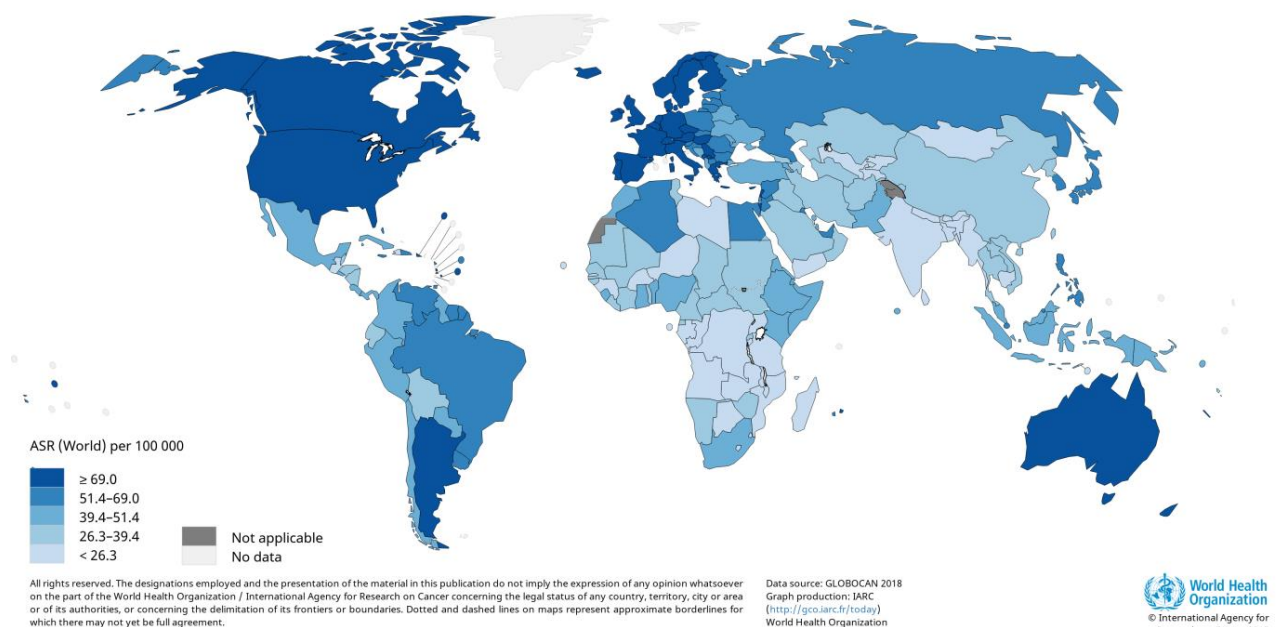 ASR (World) per 100 000
≥ 69.0
51.4–69.0
39.4–51.4
26.3–39.4
< 26.3
Not applicable
No data
All rights reserved. The designations employed and the presentation of the material in this publication do not imply the expression of any opinion whatsoever
on the part of the World Health Organization / International Agency for Research on Cancer concerning the legal status of any country, territory, city or area
or of its authorities, or concerning the delimitation of its frontiers or boundaries. Dotted and dashed lines on maps represent approximate borderlines for
which there may not yet be full agreement.
Data source: GLOBOCAN 2018
Graph production: IARC
(http://gco.iarc.fr/today)
World Health Organization
World Health
Organization
© International Agency for